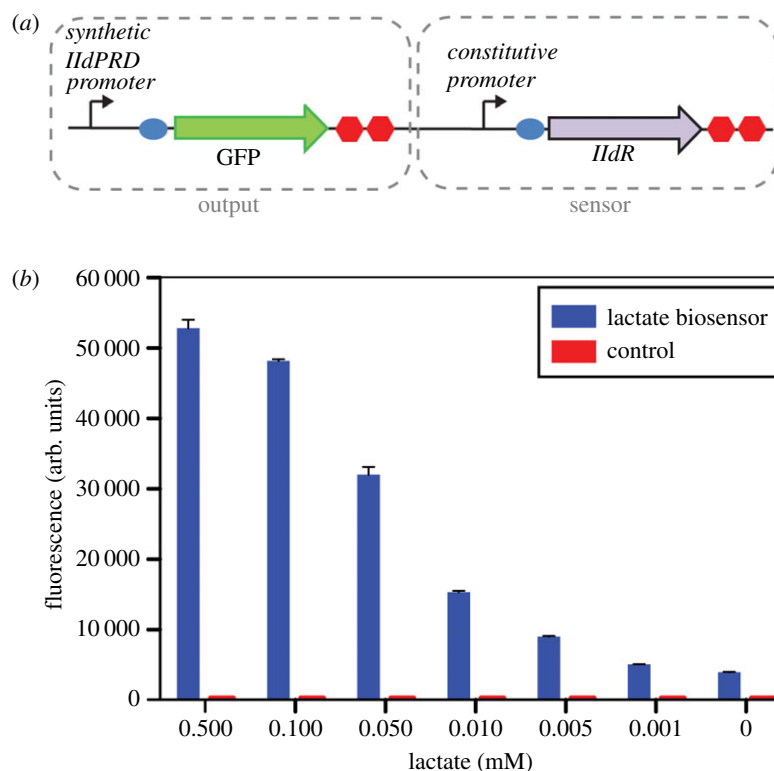 (a)
synthetic
IIdPRD
promoter
constitutive
promoter
GFP
IIdR
output
sensor
(b)
60 000
50 000
40 000
30 000
20 000
10 000
0
fluorescence (arb. units)
lactate biosensor
control
0.500 0.100 0.050 0.010 0.005 0.001 0
lactate (mM)